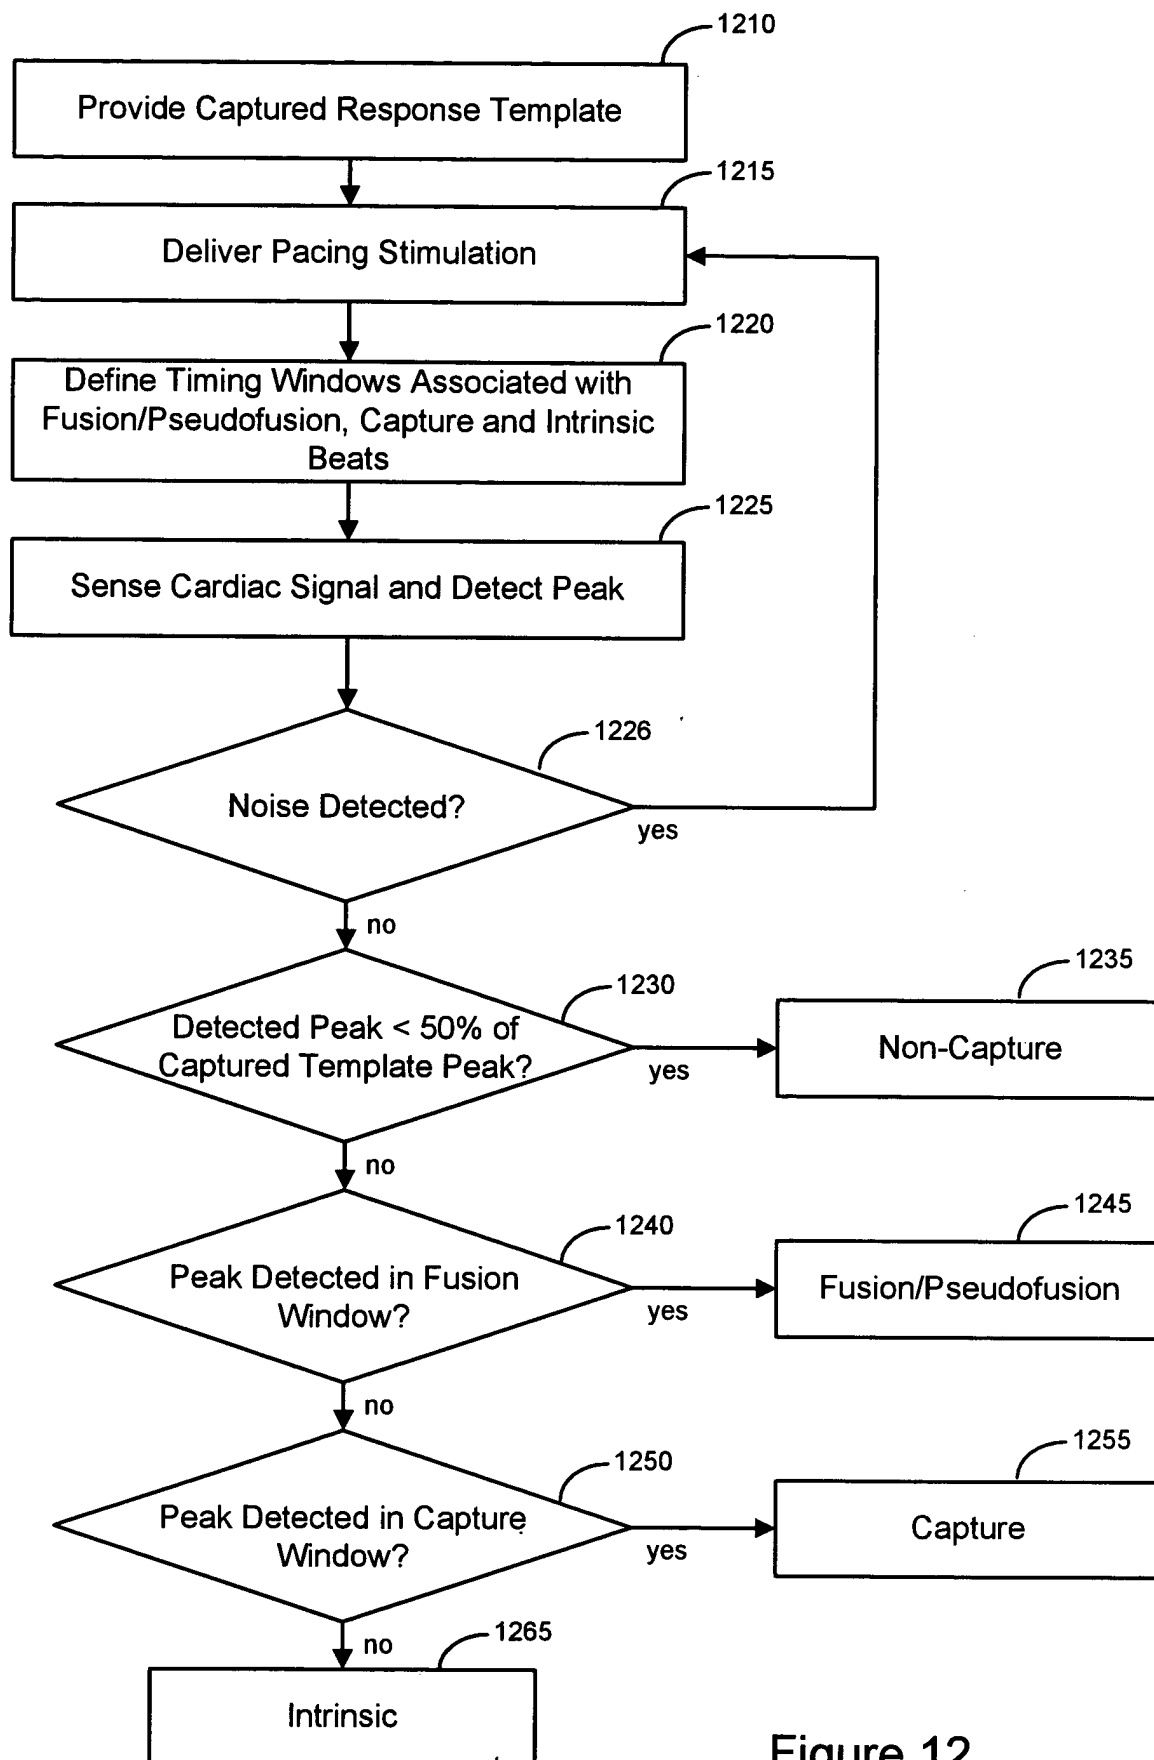 1210
Provide Captured Response Template
1215
Deliver Pacing Stimulation
1220
Define Timing Windows Associated with
Fusion/Pseudofusion, Capture and Intrinsic
Beats
1225
Sense Cardiac Signal and Detect Peak
1226
Noise Detected?
yes
no
1230
Detected Peak < 50% of
Captured Template Peak?
yes
1235
Non-Capture
no
1240
Peak Detected in Fusion
Window?
yes
1245
Fusion/Pseudofusion
no
1250
Peak Detected in Capture
Window?
yes
1255
Capture
no
1265
Intrinsic
Figure 12